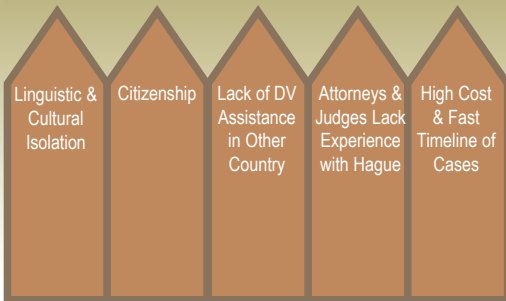 Linguistic &
Cultural
Isolation
Citizenship
Lack of DV
Assistance
in Other
Country
Attorneys &
Judges Lack
Experience
with Hague
High Cost
& Fast
Timeline of
Cases